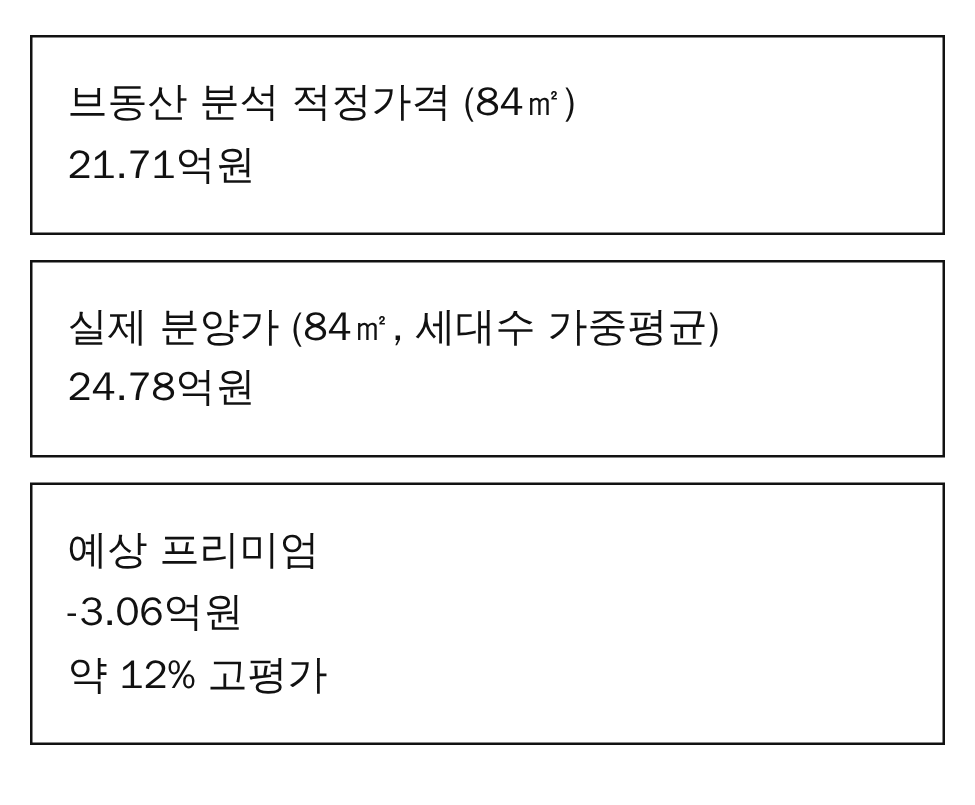 브동산 분석 적정가격 (84㎡)
21.71억원
실제 분양가 (84㎡, 세대수 가중평균)
24.78억원
예상 프리미엄
-3.06억원
약 12% 고평가